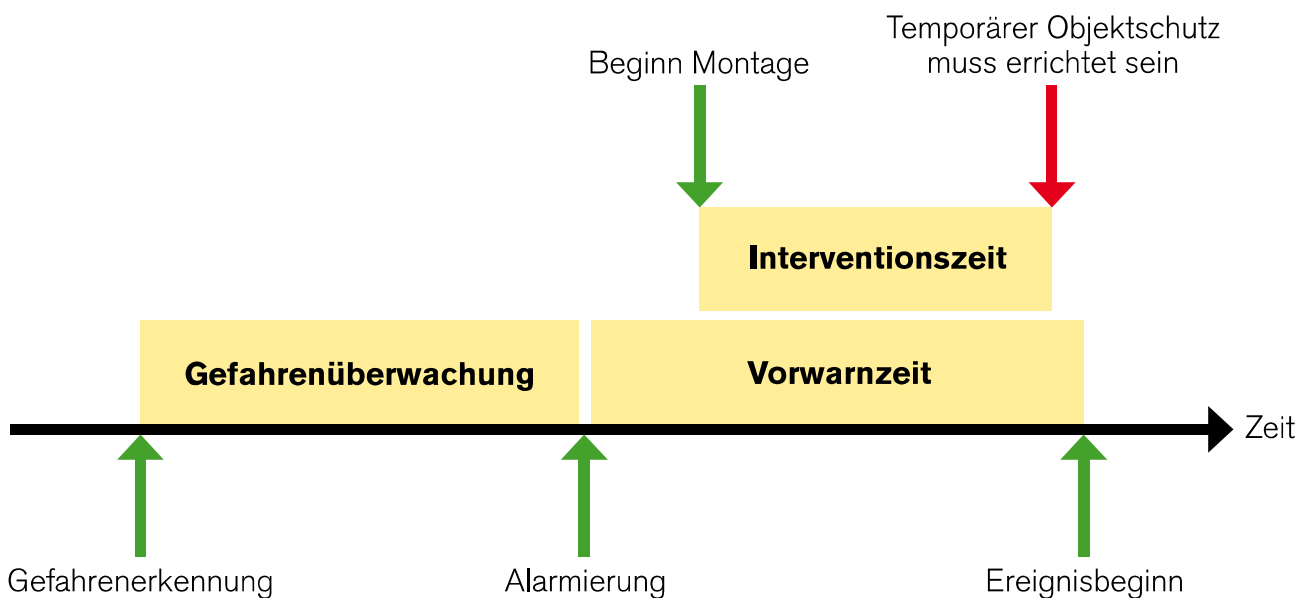 Temporärer Objektschutz
muss errichtet sein
Beginn Montage
Interventionszeit
Gefahrenüberwachung
Vorwarnzeit
Zeit
Gefahrenerkennung
Alarmierung
Ereignisbeginn